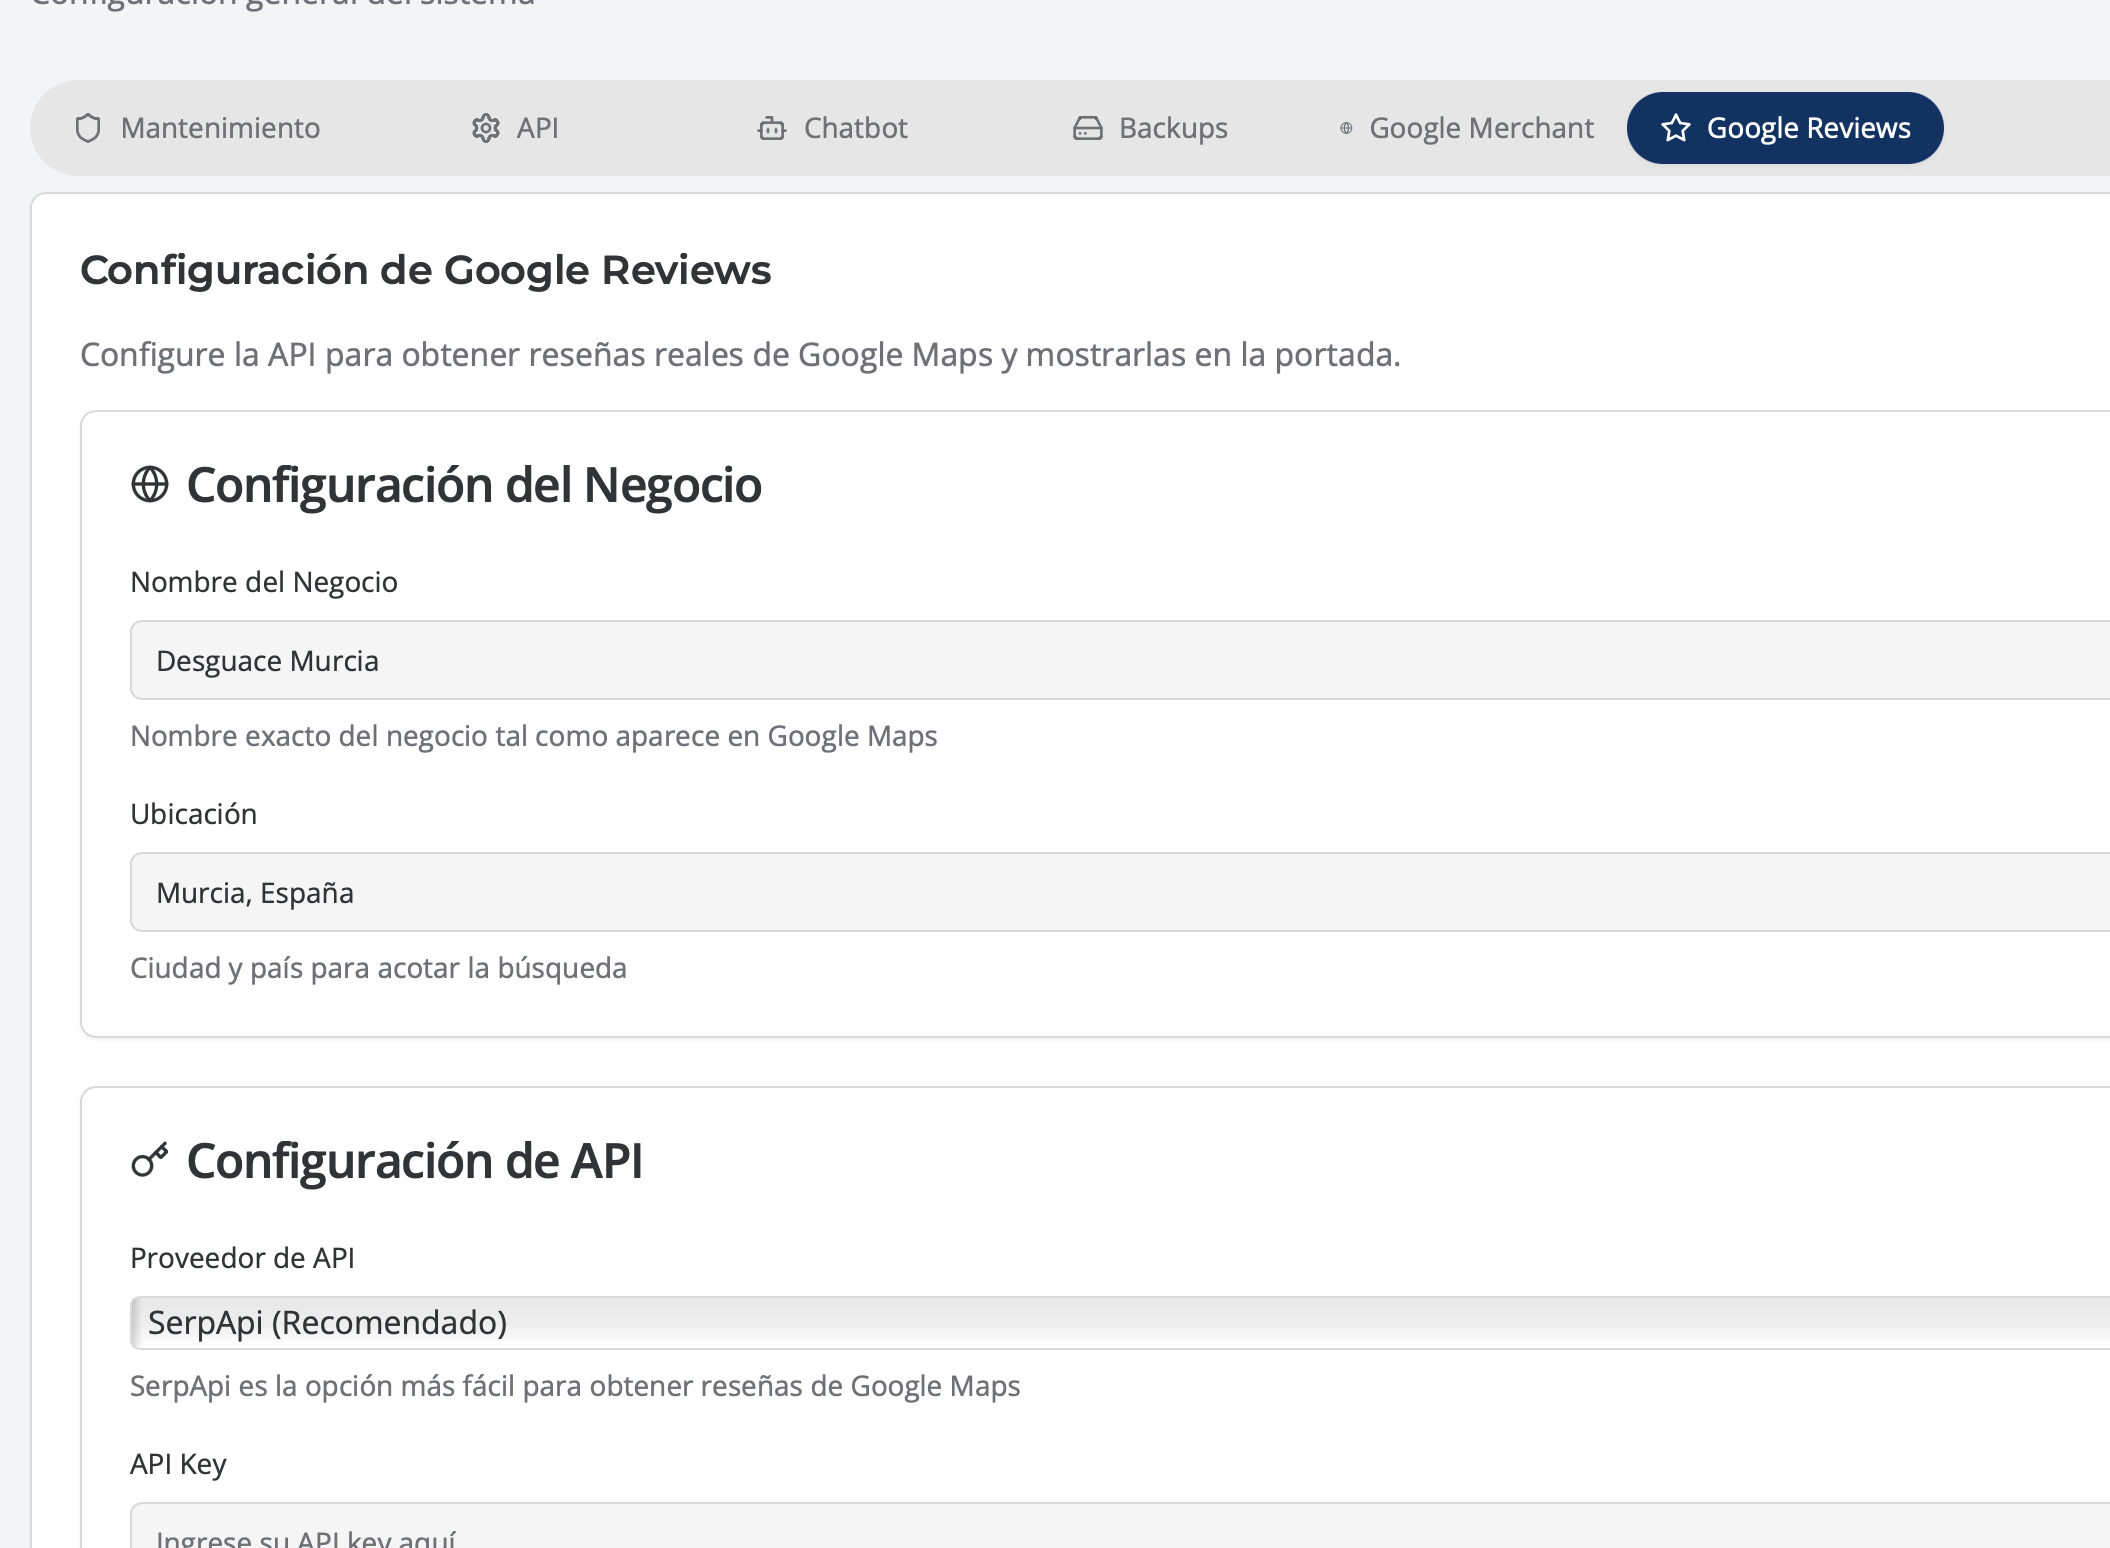 Configuración general del sistema
Mantenimiento API Chatbot Backups Google Merchant Google Reviews
Configuración de Google Reviews
Configure la API para obtener reseñas reales de Google Maps y mostrarlas en la portada.
Configuración del Negocio
Nombre del Negocio
Desguace Murcia
Nombre exacto del negocio tal como aparece en Google Maps
Ubicación
Murcia, España
Ciudad y país para acotar la búsqueda
Configuración de API
Proveedor de API
SerpApi (Recomendado)
SerpApi es la opción más fácil para obtener reseñas de Google Maps
API Key
Ingrese su API key aquí